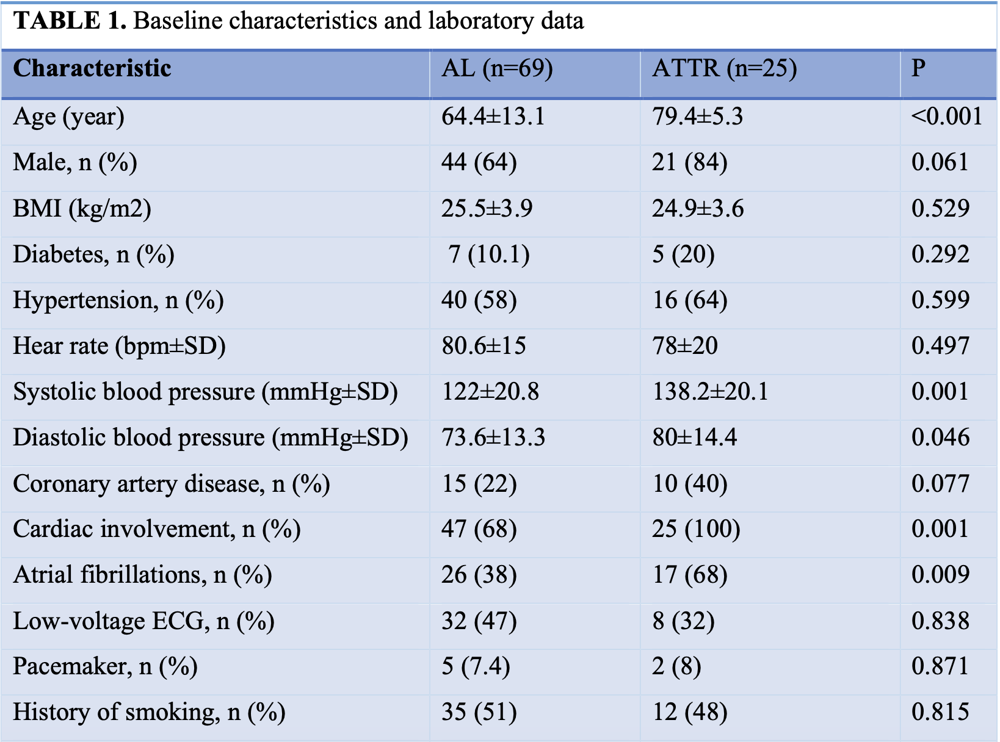 TABLE 1. Baseline characteristics and laboratory data
Characteristic AL (n=69) ATTR (n=25) P
Age (year) 64.4±13.1 79.4±5.3 <0.001
Male, n (%) 44 (64) 21 (84) 0.061
BMI (kg/m2) 25.5±3.9 24.9±3.6 0.529
Diabetes, n (%) 7 (10.1) 5 (20) 0.292
Hypertension, n (%) 40 (58) 16 (64) 0.599
Hear rate (bpm±SD) 80.6±15 78±20 0.497
Systolic blood pressure (mmHg±SD) 122±20.8 138.2±20.1 0.001
Diastolic blood pressure (mmHg±SD) 73.6±13.3 80±14.4 0.046
Coronary artery disease, n (%) 15 (22) 10 (40) 0.077
Cardiac involvement, n (%) 47 (68) 25 (100) 0.001
Atrial fibrillations, n (%) 26 (38) 17 (68) 0.009
Low-voltage ECG, n (%) 32 (47) 8 (32) 0.838
Pacemaker, n (%) 5 (7.4) 2 (8) 0.871
History of smoking, n (%) 35 (51) 12 (48) 0.815